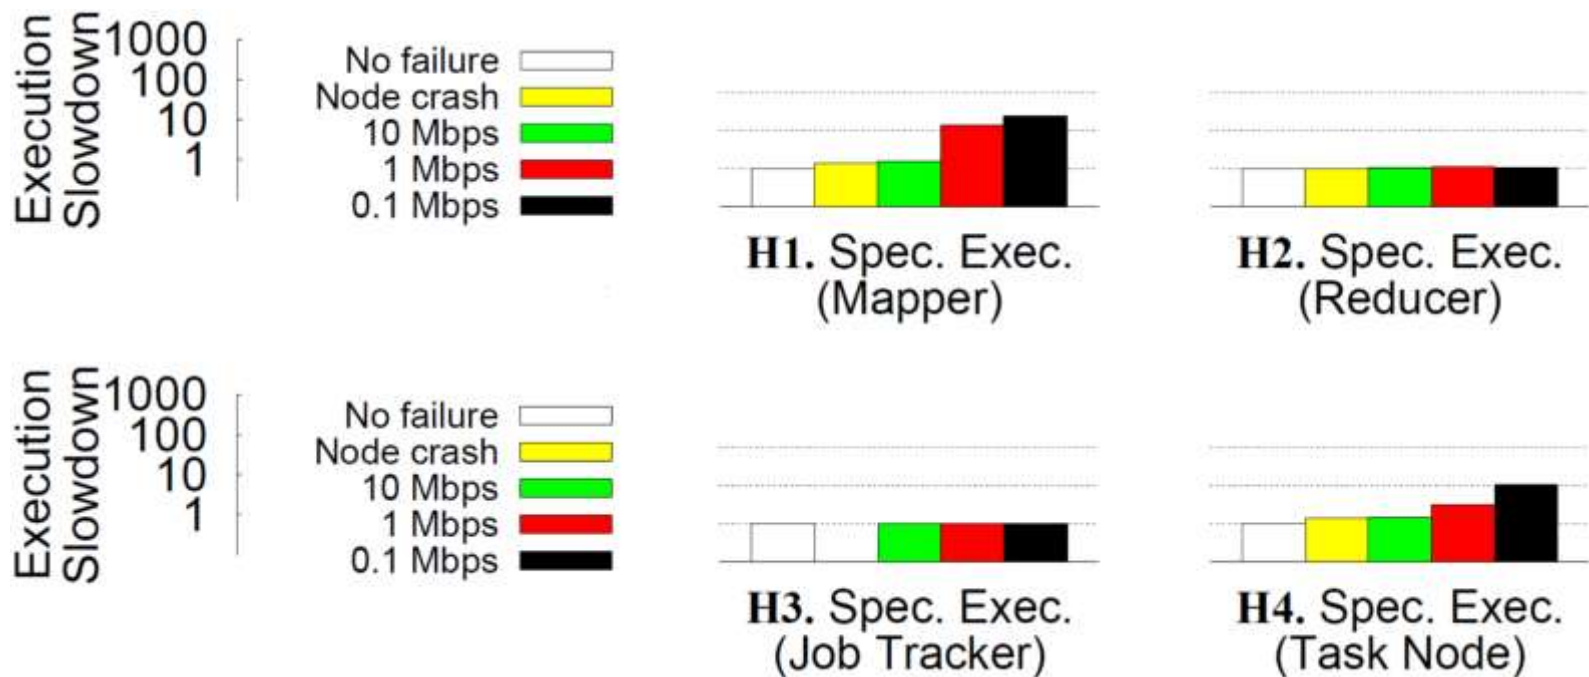 Execution
Slowdown
1000
100
10
1
No failure
Node crash
10 Mbps
1 Mbps
0.1 Mbps
H1. Spec. Exec.
(Mapper)
H2. Spec. Exec.
(Reducer)
Execution
Slowdown
1000
100
10
1
No failure
Node crash
10 Mbps
1 Mbps
0.1 Mbps
H3. Spec. Exec.
(Job Tracker)
H4. Spec. Exec.
(Task Node)